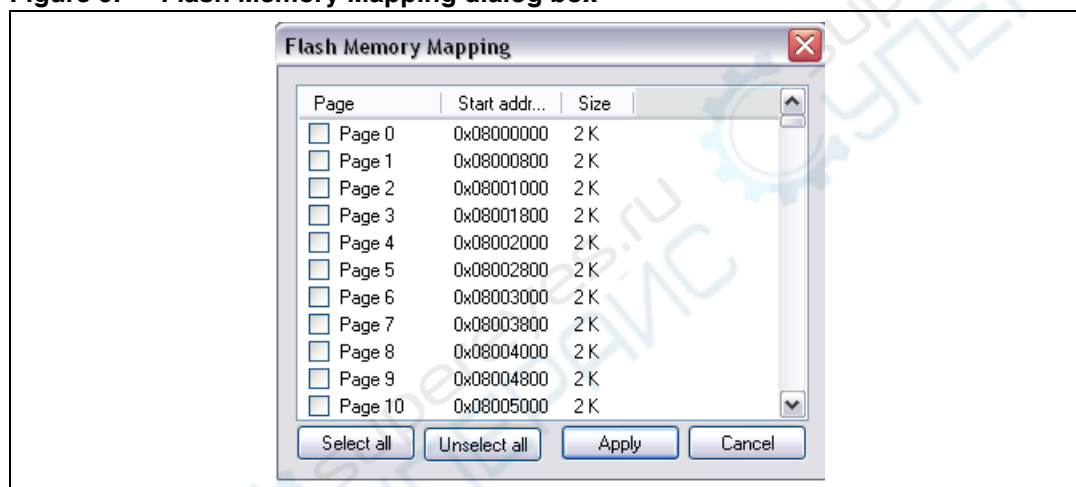 Flash Memory Mapping dialog box
Flash Memory Mapping
Page Start addr... Size
Page 0 0x08000000 2 K
Page 1 0x08000800 2 K
Page 2 0x08001000 2 K
Page 3 0x08001800 2 K
Page 4 0x08002000 2 K
Page 5 0x08002800 2 K
Page 6 0x08003000 2 K
Page 7 0x08003800 2 K
Page 8 0x08004000 2 K
Page 9 0x08004800 2 K
Page 10 0x08005000 2 K
Select all Unselect all Apply Cancel